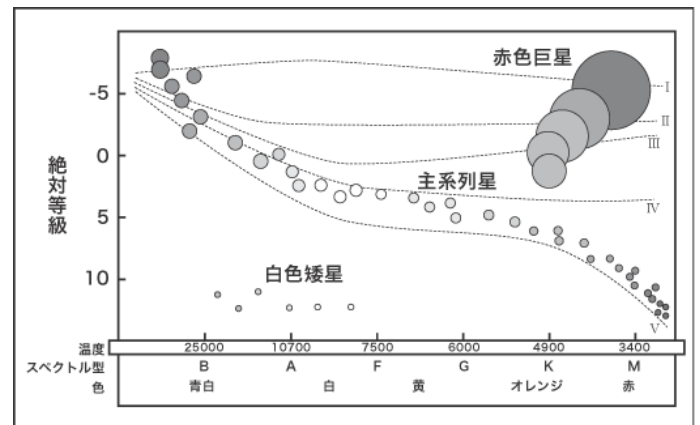 赤色巨星
-5
I
II
III
0
絶対等級
主系列星
IV
5
白色矮星
10
V
温度 25000 10700 7500 6000 4900 3400
スペクトル型 B A F G K M
色 青白 白 黄 オレンジ 赤